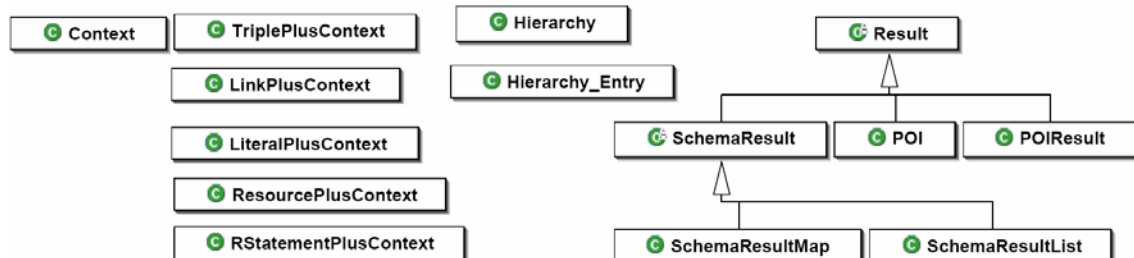 Context
TriplePlusContext
LinkPlusContext
LiteralPlusContext
ResourcePlusContext
RStatementPlusContext
Hierarchy
Hierarchy_Entry
Result
SchemaResult
POI
POIResult
SchemaResultMap
SchemaResultList